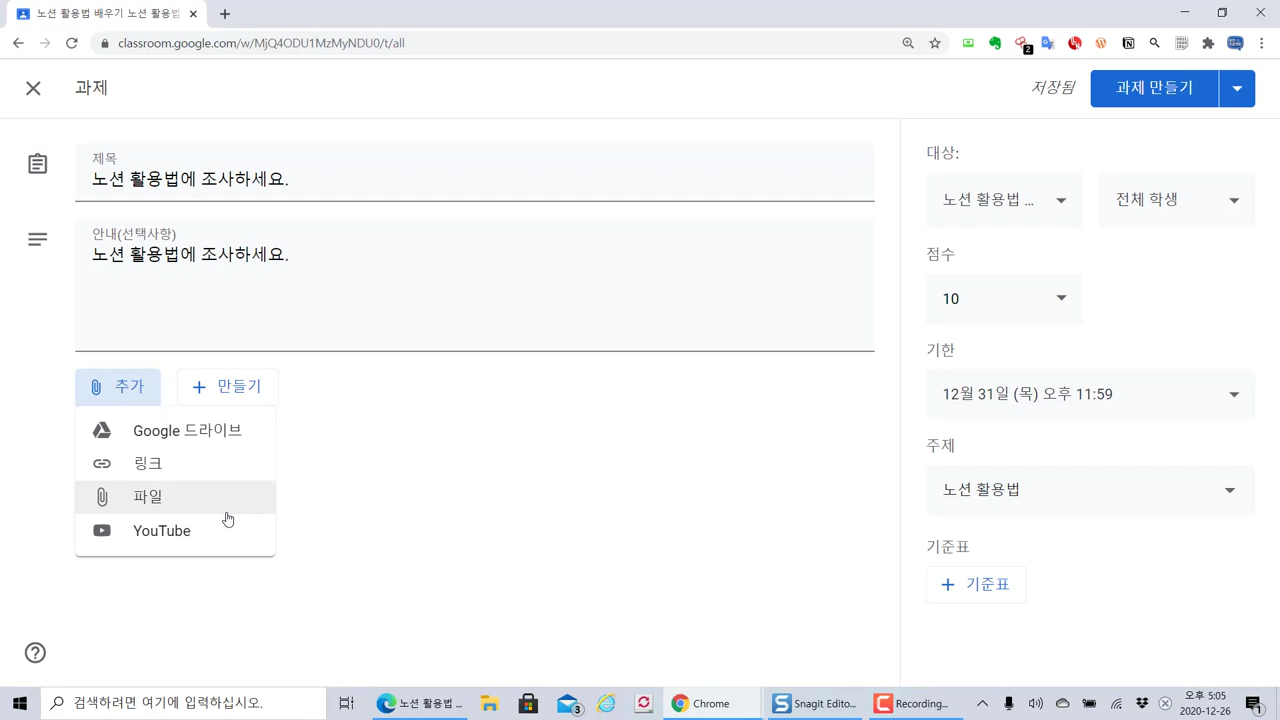 노션 활용법 배우기 노션 활용법
classroom.google.com/w/MjQ4ODU1MzMyNDU0/t/all
2
과제
저장됨
과제 만들기
제목
노션 활용법에 조사하세요.
안내(선택사항)
노션 활용법에 조사하세요.
추가
만들기
Google 드라이브
링크
파일
YouTube
대상:
노션 활용법 ...
전체 학생
점수
10
기한
12월 31일 (목) 오후 11:59
주제
노션 활용법
기준표
기준표
검색하려면 여기에 입력하십시오.
노션 활용법 ...
3
Chrome
Snagit Edito...
Recording...
오후 5:05
2020-12-26
1